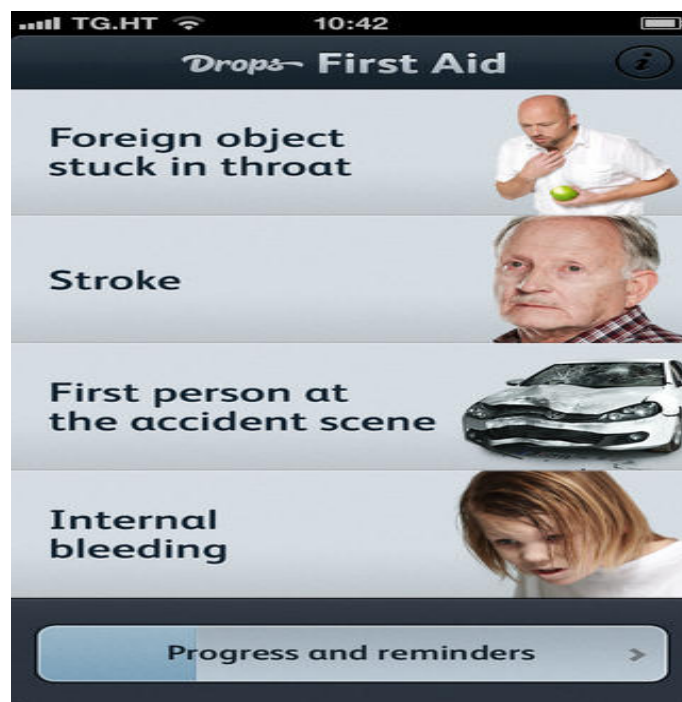 TG.HT 10:42
Drops First Aid
i
Foreign object
stuck in throat
Stroke
First person at
the accident scene
Internal
bleeding
Progress and reminders